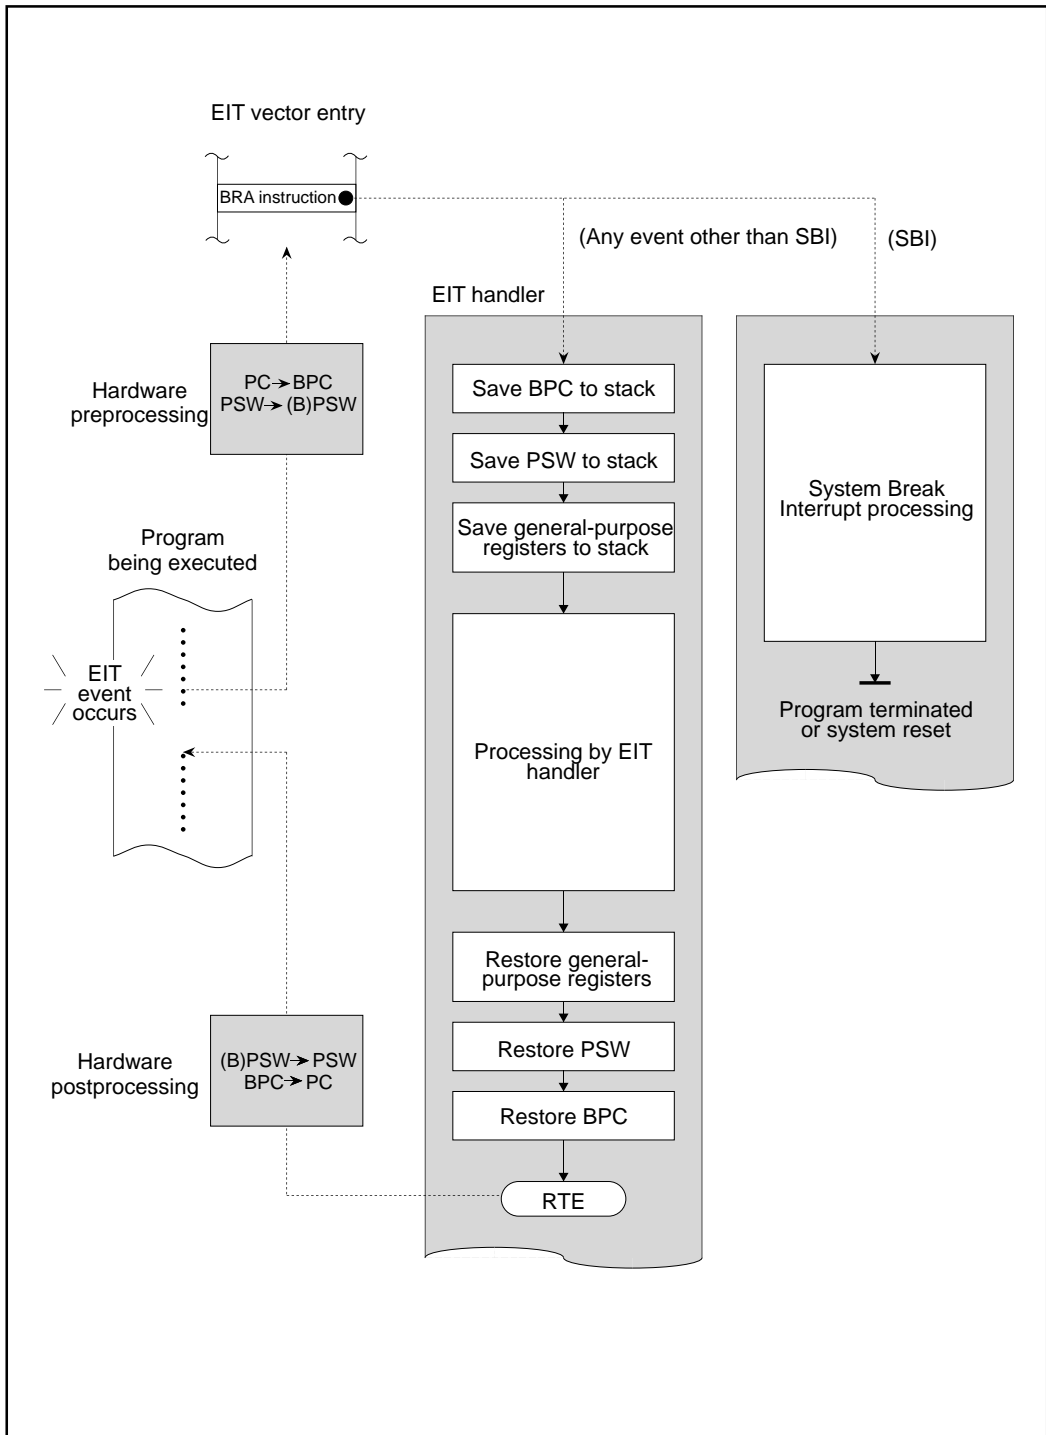 EIT vector entry
BRA instruction
(Any event other than SBI)
(SBI)
EIT handler
Hardware
preprocessing
PC→BPC
PSW→(B)PSW
Save BPC to stack
Save PSW to stack
Save general-purpose
registers to stack
System Break
Interrupt processing
Program
being executed
EIT
event
occurs
Program terminated
or system reset
Processing by EIT
handler
Restore general-
purpose registers
Hardware
postprocessing
(B)PSW→PSW
BPC→PC
Restore PSW
Restore BPC
RTE